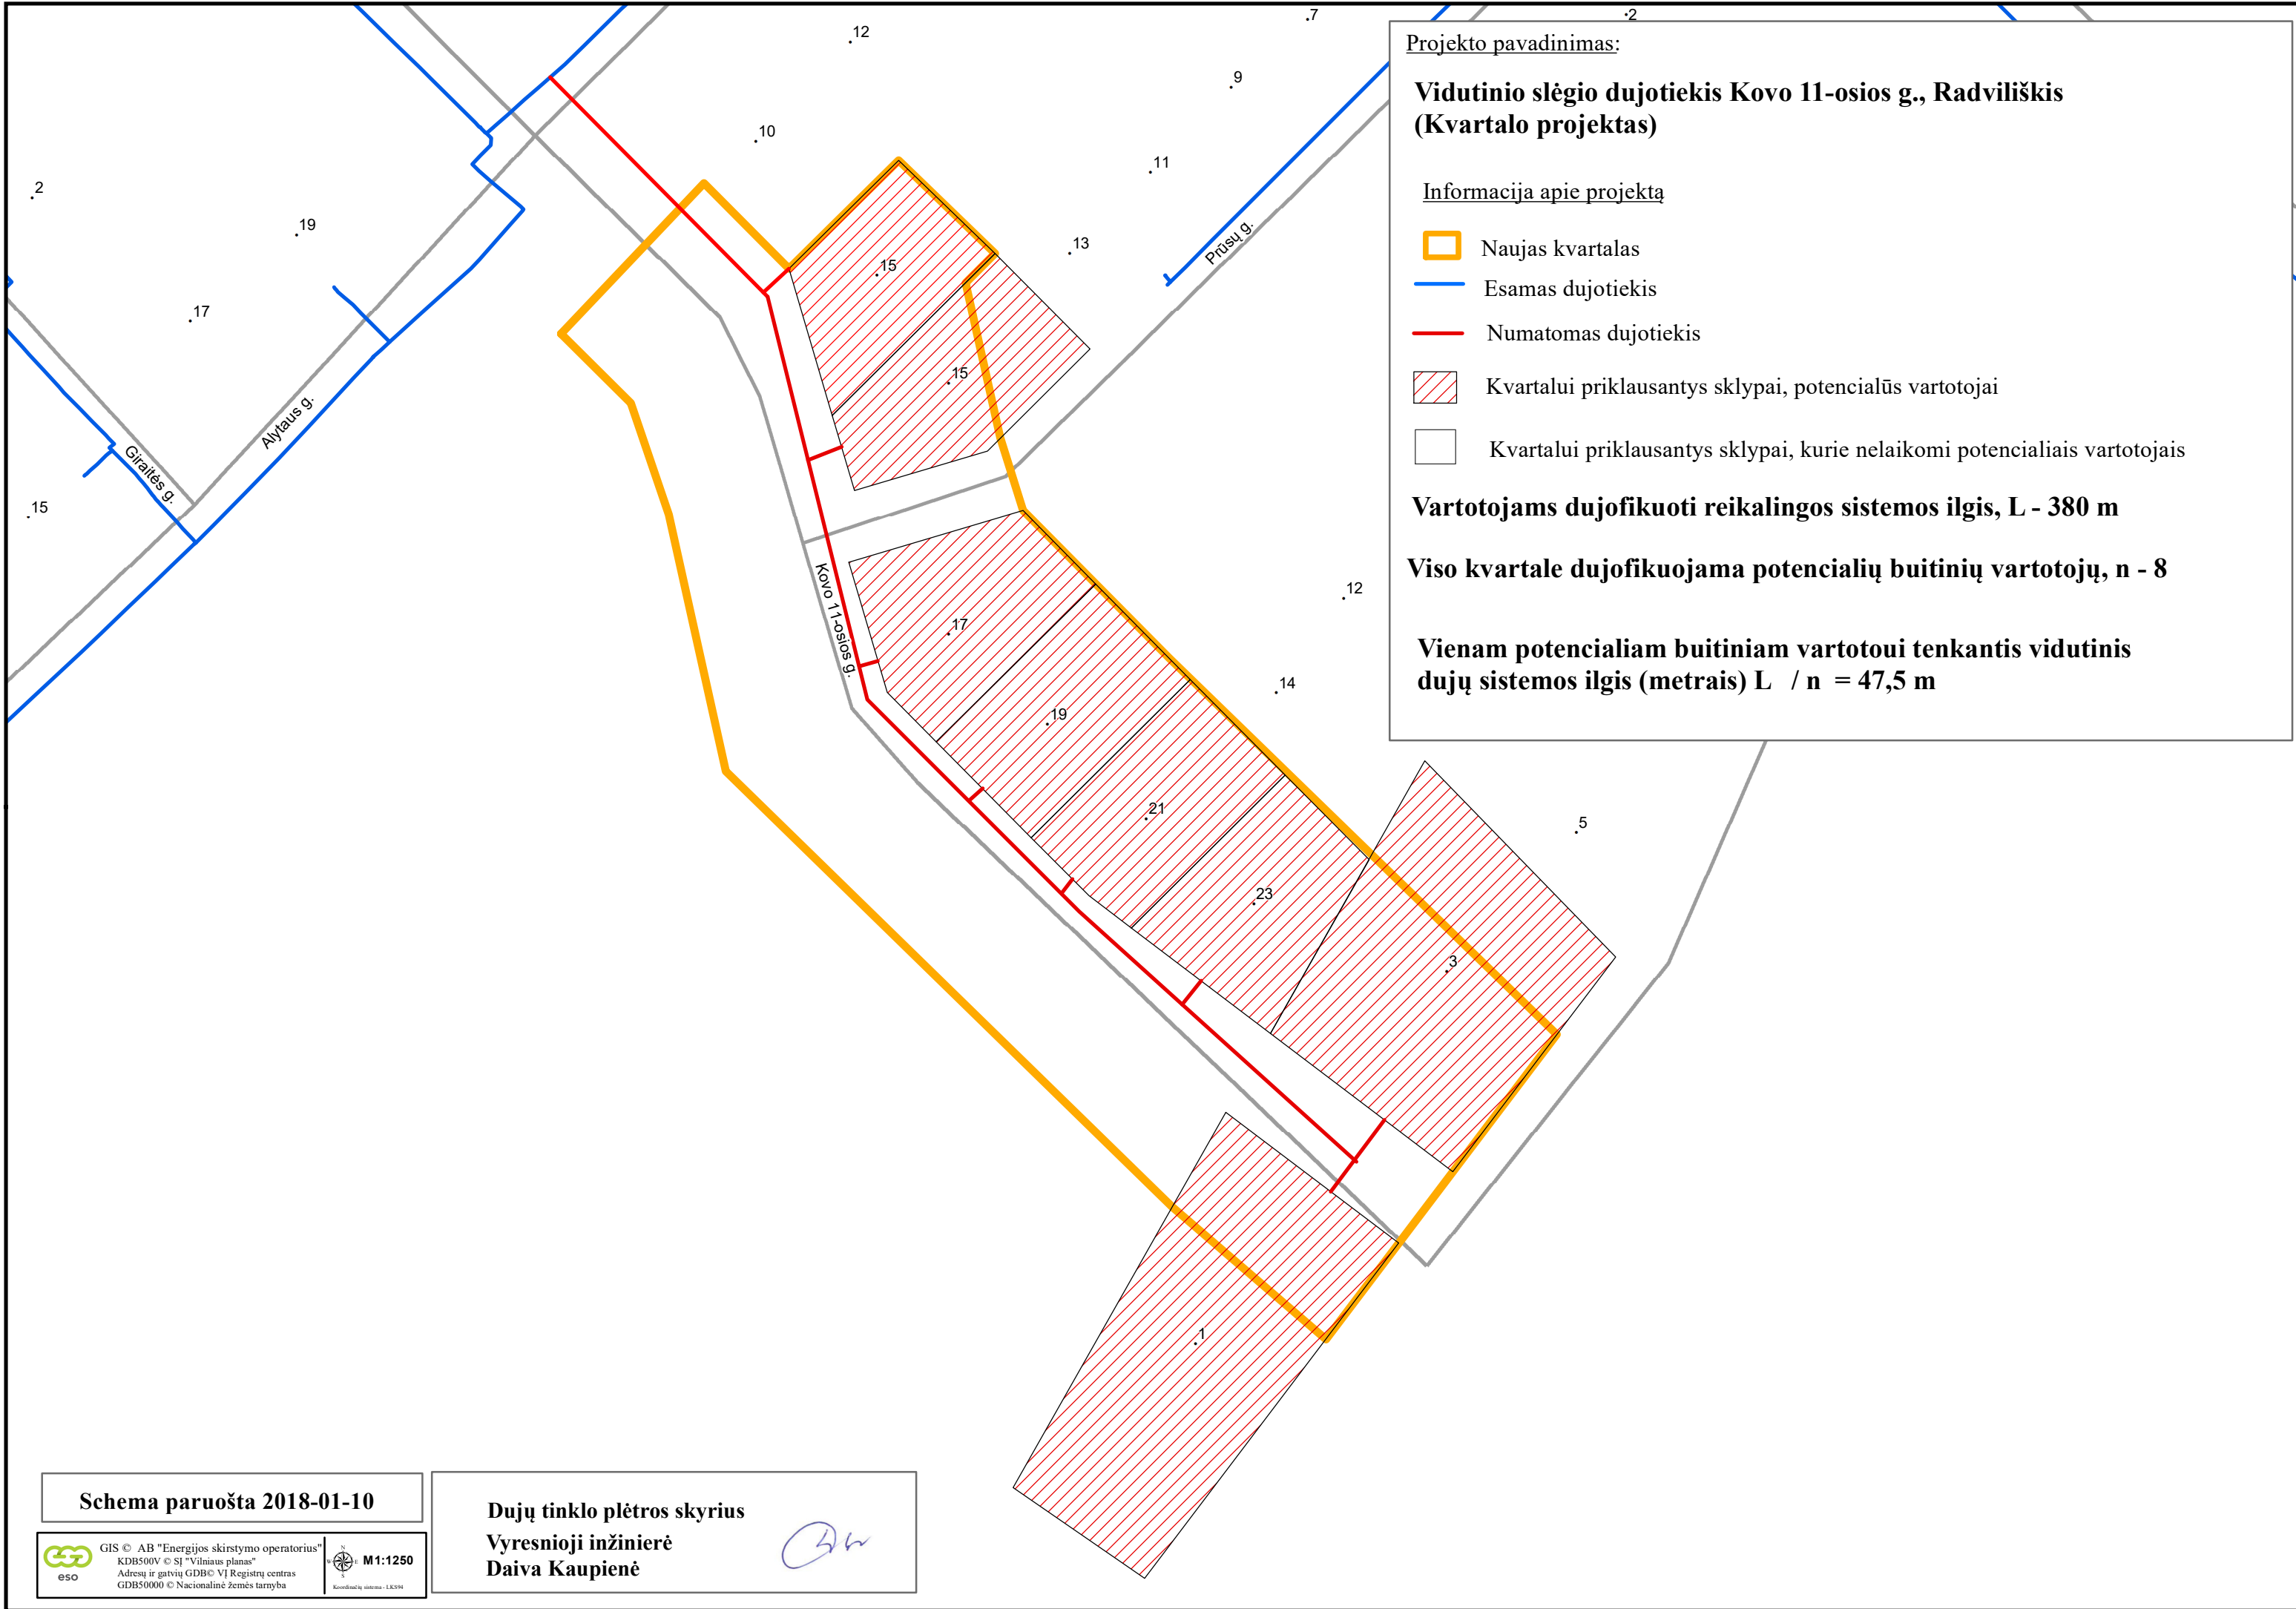 12
7
2
9
10
11
2
19
13
15
17
15
15
Prūsų g.
Alytaus g.
Giraitės g.
Kovo 11-osios g.
17
12
14
19
21
5
23
3
1
Projekto pavadinimas:
Vidutinio slėgio dujotiekis Kovo 11-osios g., Radviliškis
(Kvartalo projektas)
Informacija apie projektą
Naujas kvartalas
Esamas dujotiekis
Numatomas dujotiekis
Kvartalui priklausantys sklypai, potencialūs vartotojai
Kvartalui priklausantys sklypai, kurie nelaikomi potencialiais vartotojais
Vartotojams dujofikuoti reikalingos sistemos ilgis, L - 380 m
Viso kvartale dujofikuojama potencialių buitinių vartotojų, n - 8
Vienam potencialiam buitiniam vartotoui tenkantis vidutinis
dujų sistemos ilgis (metrais) L / n = 47,5 m
Schema paruošta 2018-01-10
eso
GIS © AB "Energijos skirstymo operatorius"
KDB500V © SĮ "Vilniaus planas"
Adresų ir gatvių GDB© VĮ Registrų centras
GDB50000 © Nacionalinė žemės tarnyba
N
W E
S
M 1:1250
Koordinačių sistema - LKS94
Dujų tinklo plėtros skyrius
Vyresnioji inžinierė
Daiva Kaupienė